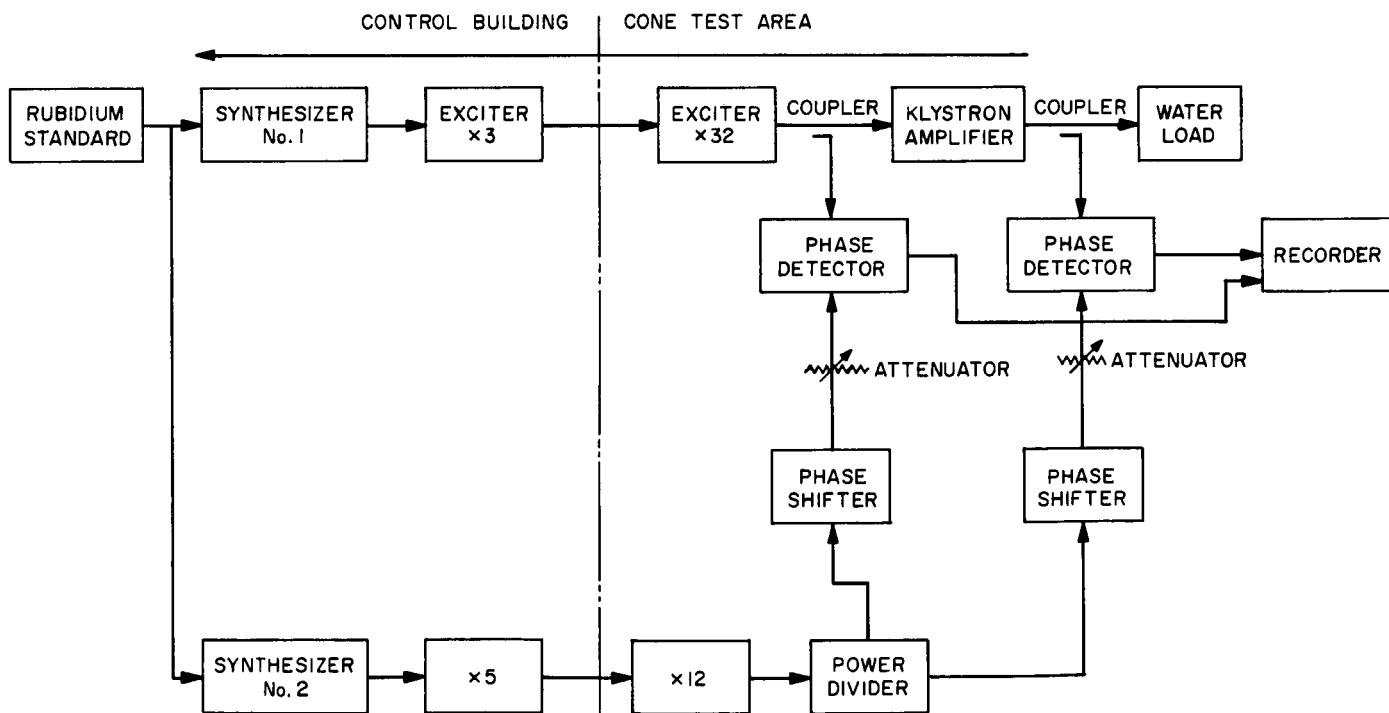 CONTROL BUILDING
CONE TEST AREA
RUBIDIUM
STANDARD
SYNTHESIZER
No. 1
EXCITER
×3
EXCITER
×32
COUPLER
KLYSTRON
AMPLIFIER
COUPLER
WATER
LOAD
PHASE
DETECTOR
PHASE
DETECTOR
RECORDER
ATTENUATOR
ATTENUATOR
PHASE
SHIFTER
PHASE
SHIFTER
SYNTHESIZER
No. 2
×5
×12
POWER
DIVIDER